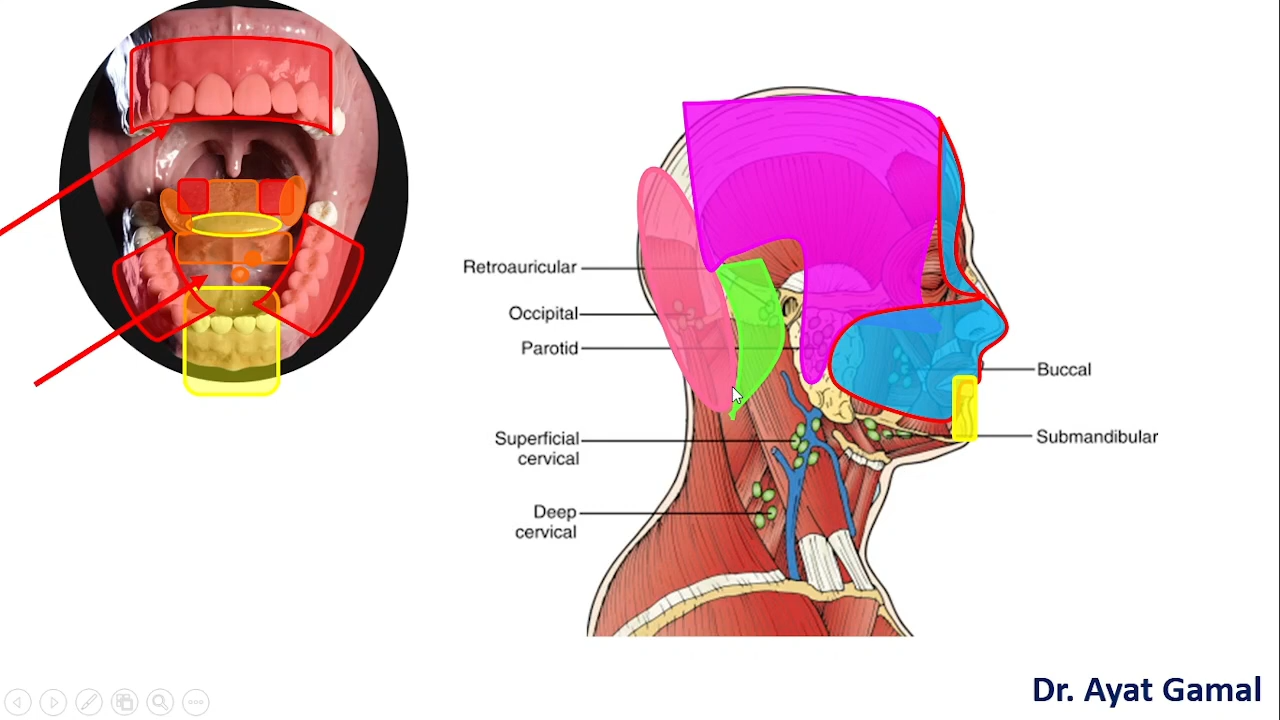 Retroauricular
Occipital
Parotid
Superficial
cervical
Deep
cervical
Buccal
Submandibular
Dr. Ayat Gamal